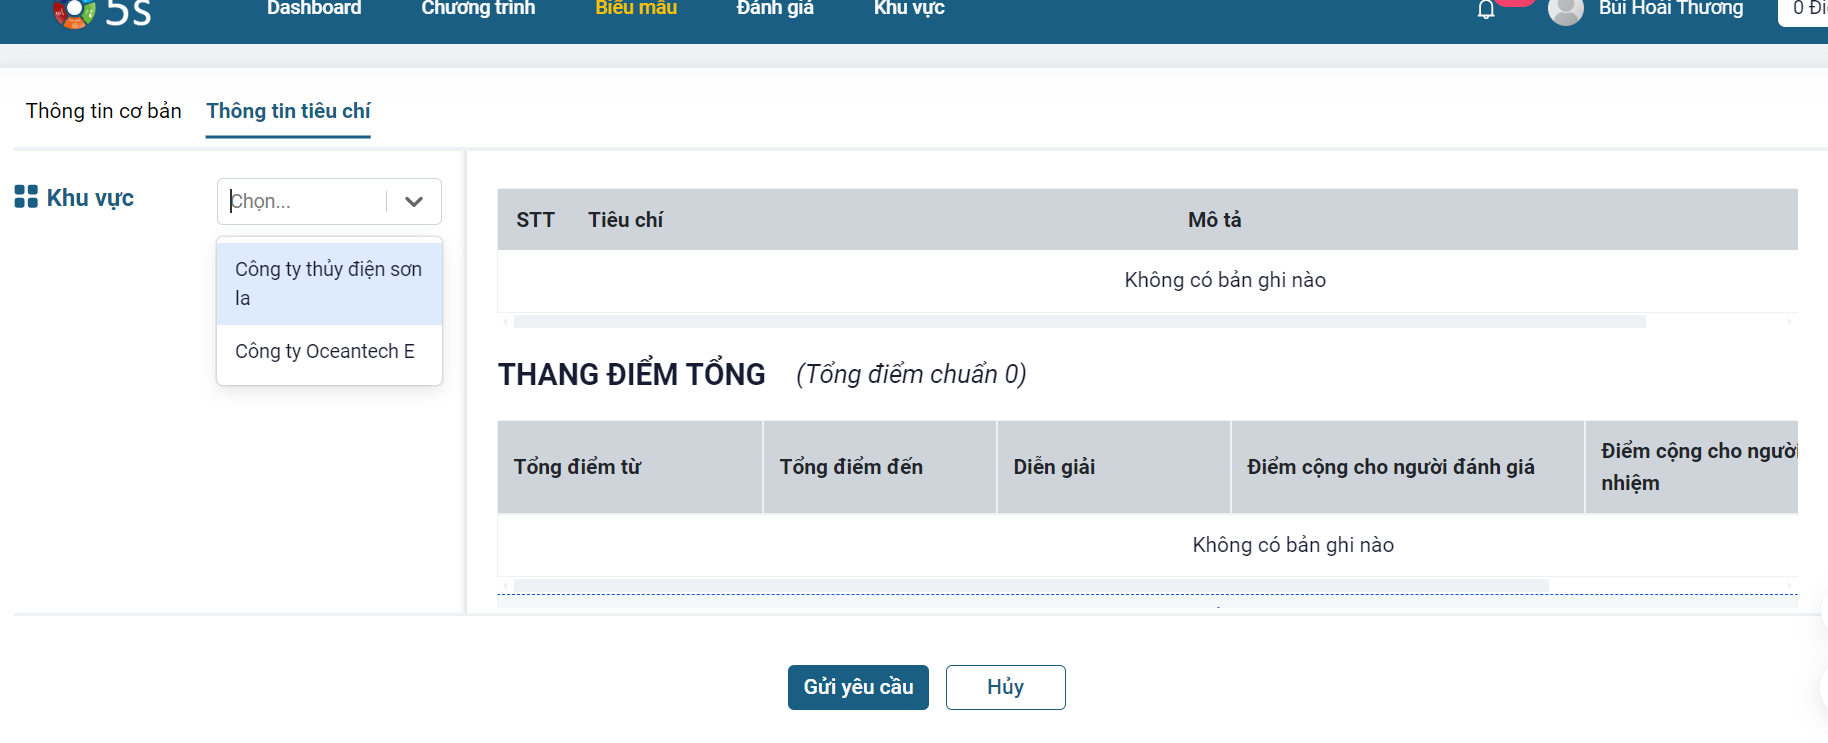 5s
Dashboard
Chương trình
Biểu mẫu
Đánh giá
Khu vực
Bùi Hoài Thương
0
Thông tin cơ bản
Thông tin tiêu chí
Khu vực
Chọn...
Công ty thủy điện sơn
la
Công ty Oceantech E
STT
Tiêu chí
Mô tả
Không có bản ghi nào
THANG ĐIỂM TỔNG
(Tổng điểm chuẩn 0)
Tổng điểm từ
Tổng điểm đến
Diễn giải
Điểm cộng cho người đánh giá
Điểm cộng cho người
nhiệm
Không có bản ghi nào
Gửi yêu cầu
Hủy